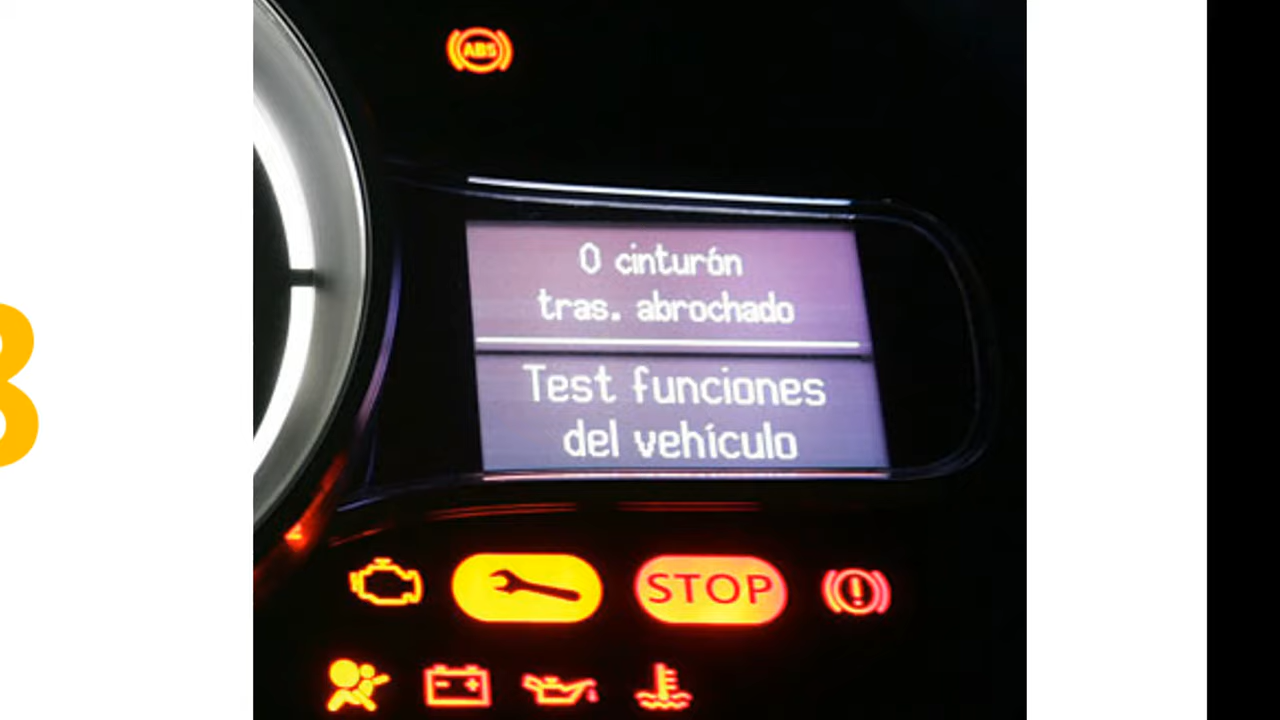 ABS
0 cinturón
tras. abrochado
Test funciones
del vehículo
STOP